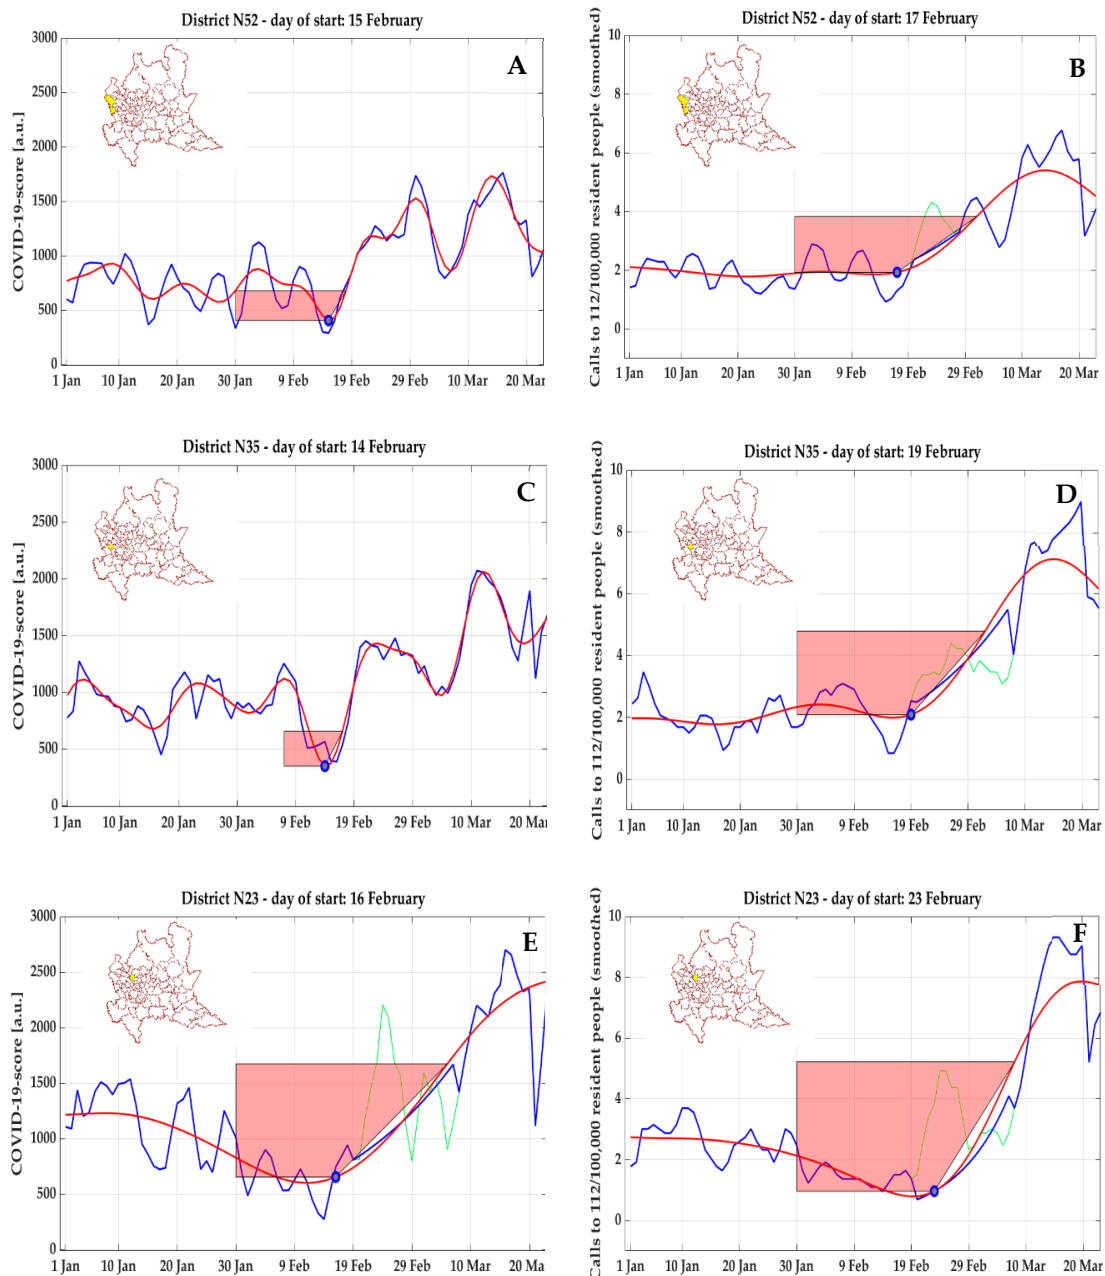 District N52 - day of start: 15 February
A
COVID-19-score [a.u.]
3000
2500
2000
1500
1000
500
0
1 Jan 10 Jan 20 Jan 30 Jan 9 Feb 19 Feb 29 Feb 10 Mar 20 Mar
District N52 - day of start: 17 February
B
Calls to 112/100,000 resident people (smoothed)
10
8
6
4
2
0
1 Jan 10 Jan 20 Jan 30 Jan 9 Feb 19 Feb 29 Feb 10 Mar 20 Mar
District N35 - day of start: 14 February
C
COVID-19-score [a.u.]
3000
2500
2000
1500
1000
500
0
1 Jan 10 Jan 20 Jan 30 Jan 9 Feb 19 Feb 29 Feb 10 Mar 20 Mar
District N35 - day of start: 19 February
D
Calls to 112/100,000 resident people (smoothed)
10
8
6
4
2
0
1 Jan 10 Jan 20 Jan 30 Jan 9 Feb 19 Feb 29 Feb 10 Mar 20 Mar
District N23 - day of start: 16 February
E
COVID-19-score [a.u.]
3000
2500
2000
1500
1000
500
0
1 Jan 10 Jan 20 Jan 30 Jan 9 Feb 19 Feb 29 Feb 10 Mar 20 Mar
District N23 - day of start: 23 February
F
Calls to 112/100,000 resident people (smoothed)
10
8
6
4
2
0
1 Jan 10 Jan 20 Jan 30 Jan 9 Feb 19 Feb 29 Feb 10 Mar 20 Mar